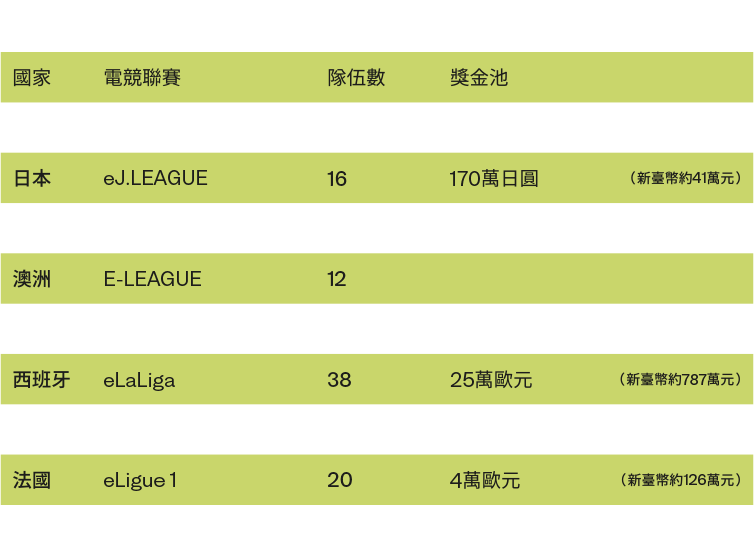 國家 電競聯賽 隊伍數 獎金池
日本 eJ.LEAGUE 16 170萬日圓 （新臺幣約41萬元）
澳洲 E-LEAGUE 12
西班牙 eLaLiga 38 25萬歐元 （新臺幣約787萬元）
法國 eLigue 1 20 4萬歐元 （新臺幣約126萬元）